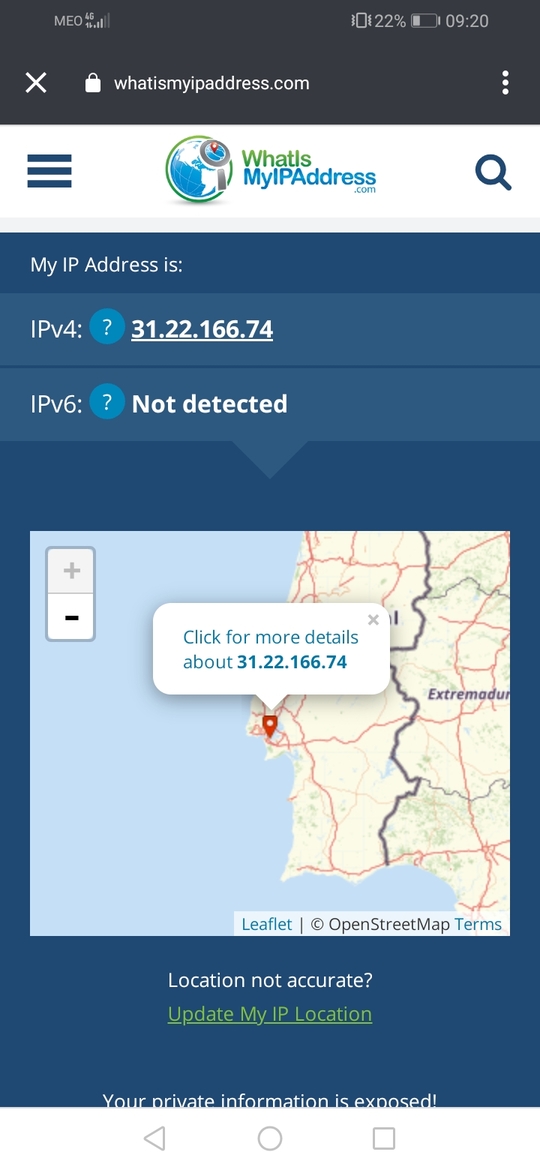 MEO 4G 22% 09:20
whatismyipaddress.com
WhatIs
MyIPAddress
.com
My IP Address is:
IPv4: ? 31.22.166.74
IPv6: ? Not detected
+
-
Click for more details ×
about 31.22.166.74
Leaflet | © OpenStreetMap Terms
Location not accurate?
Update My IP Location
Your private information is exposed!